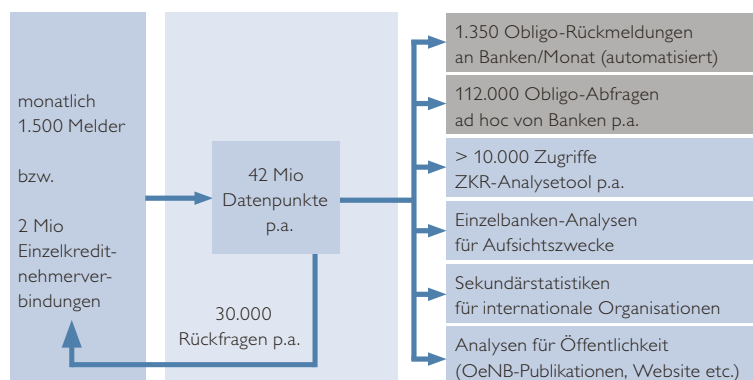 monatlich
1.500 Melder
bzw.
2 Mio
Einzelkredit-
nehmerver-
bindungen
42 Mio
Datenpunkte
p.a.
30.000
Rückfragen p.a.
1.350 Obligo-Rückmeldungen
an Banken/Monat (automatisiert)
112.000 Obligo-Abfragen
ad hoc von Banken p.a.
> 10.000 Zugriffe
ZKR-Analysetool p.a.
Einzelbanken-Analysen
für Aufsichtszwecke
Sekundärstatistiken
für internationale Organisationen
Analysen für Öffentlichkeit
(OeNB-Publikationen, Website etc.)